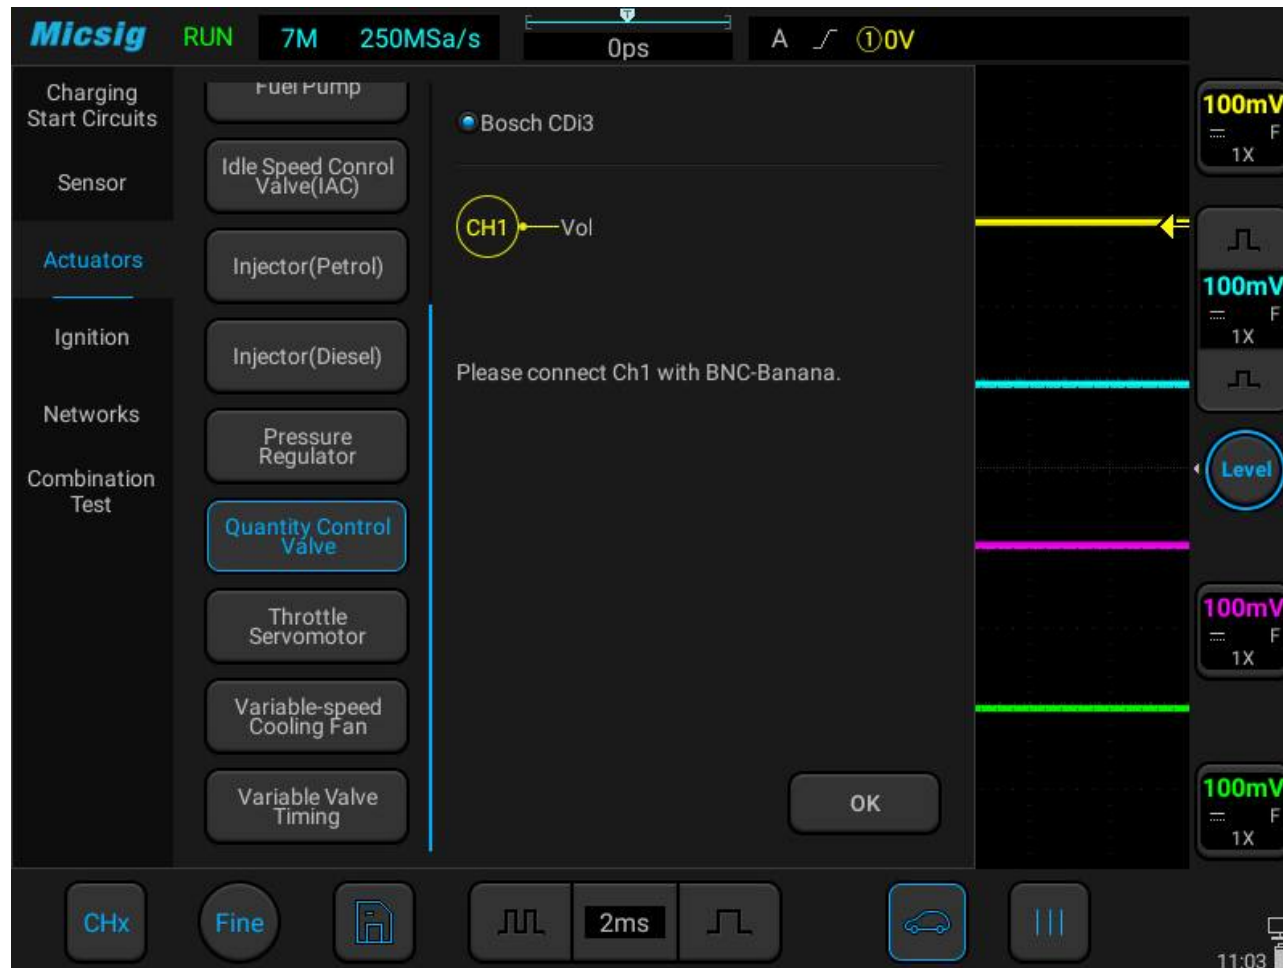 Micsig
RUN
7M
250MSa/s
T
0ps
A
①0V
Charging
Start Circuits
Sensor
Actuators
Ignition
Networks
Combination
Test
Fuel Pump
Idle Speed Conrol
Valve(IAC)
Injector(Petrol)
Injector(Diesel)
Pressure
Regulator
Quantity Control
Valve
Throttle
Servomotor
Variable-speed
Cooling Fan
Variable Valve
Timing
Bosch CDi3
CH1
Vol
Please connect Ch1 with BNC-Banana.
OK
100mV
F
1X
100mV
F
1X
Level
100mV
F
1X
100mV
F
1X
CHx
Fine
2ms
11:03